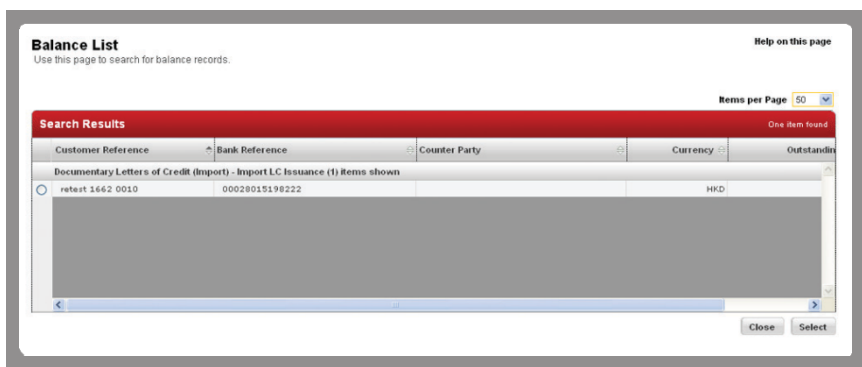 Balance List
Help on this page
Use this page to search for balance records.
Items per Page 50
Search Results
One item found
Customer Reference Bank Reference Counter Party Currency Outstandin
Documentary Letters of Credit (Import) - Import LC Issuance (1) items shown
retest 1662 0010 00028015198222 HKD
Close Select